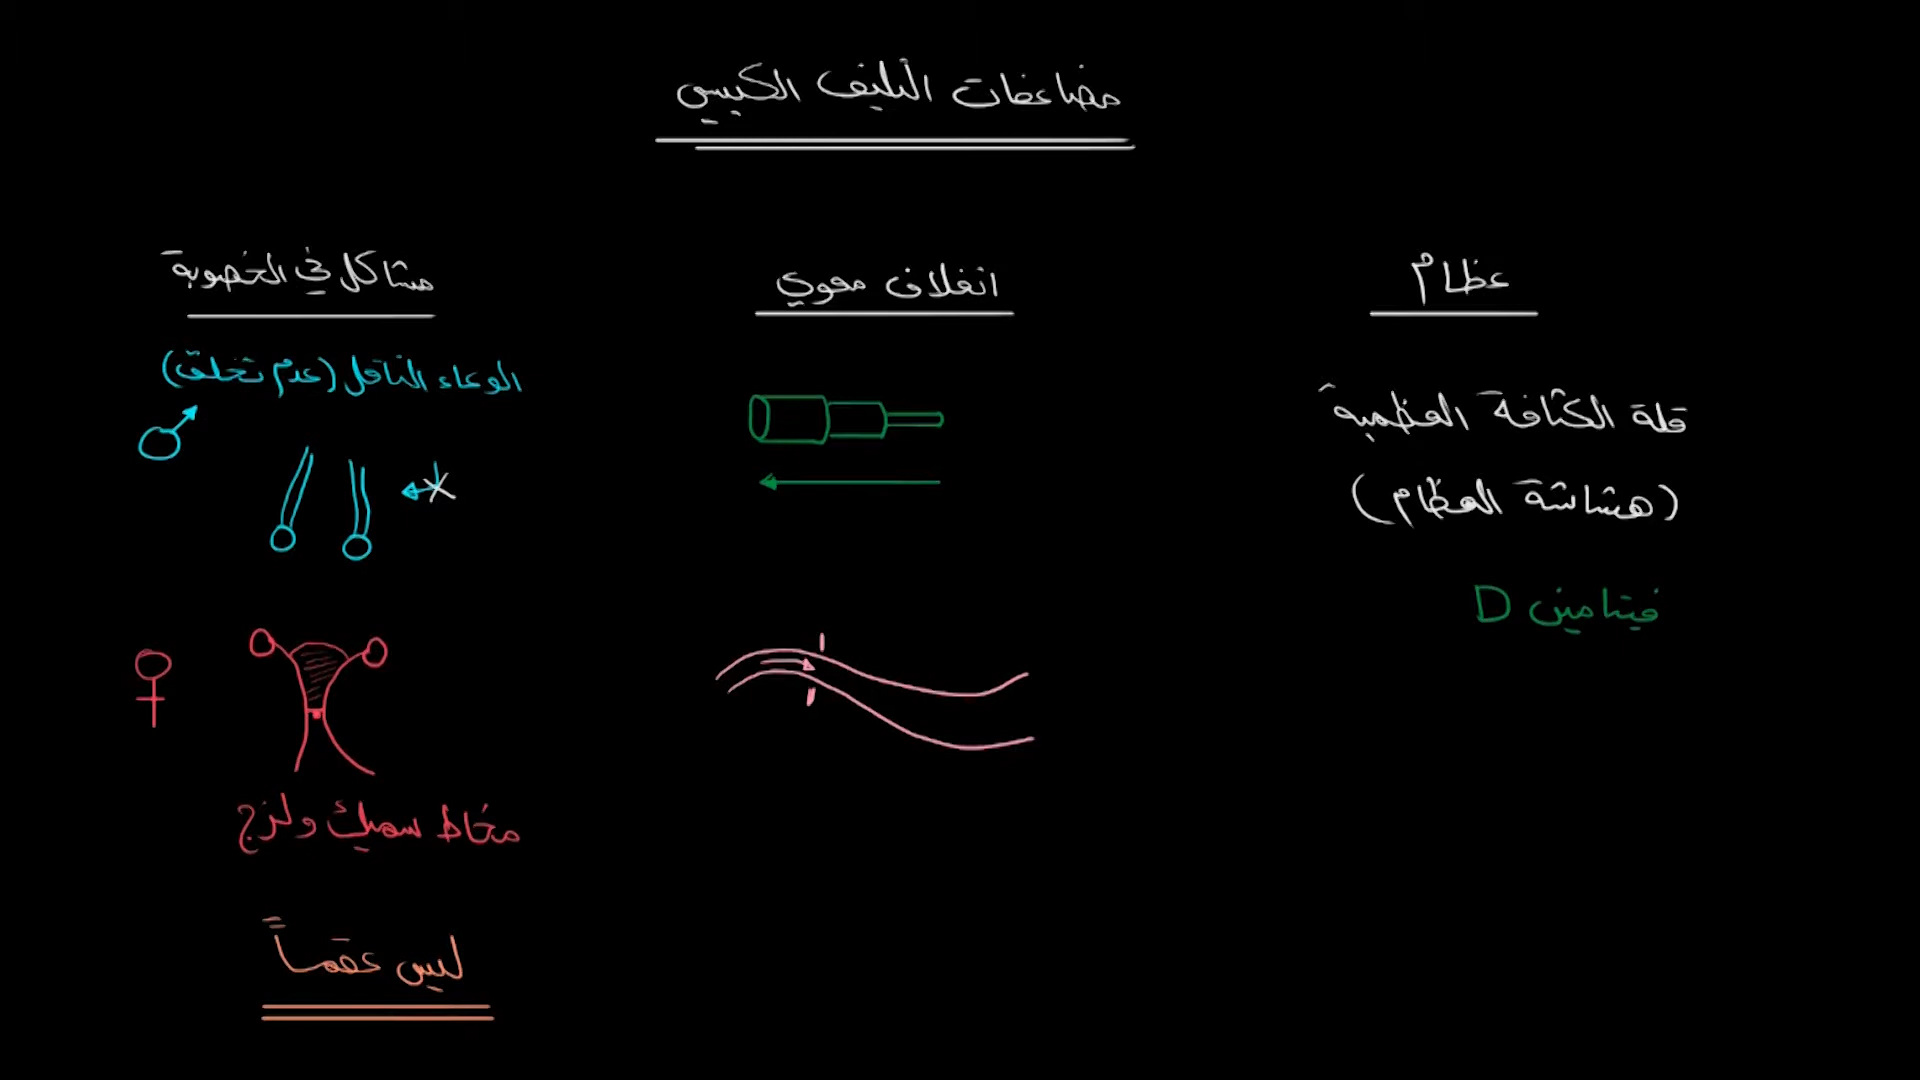 مضاعفات التليف الكيسي
عظام
قلة الكثافة العظمية
(هشاشة العظام)
فيتامين D
انغلاف معوي
مشاكل في الخصوبة
الوعاء الناقل (عدم تخلق)
مخاط سميك ولزج
ليس عقماً